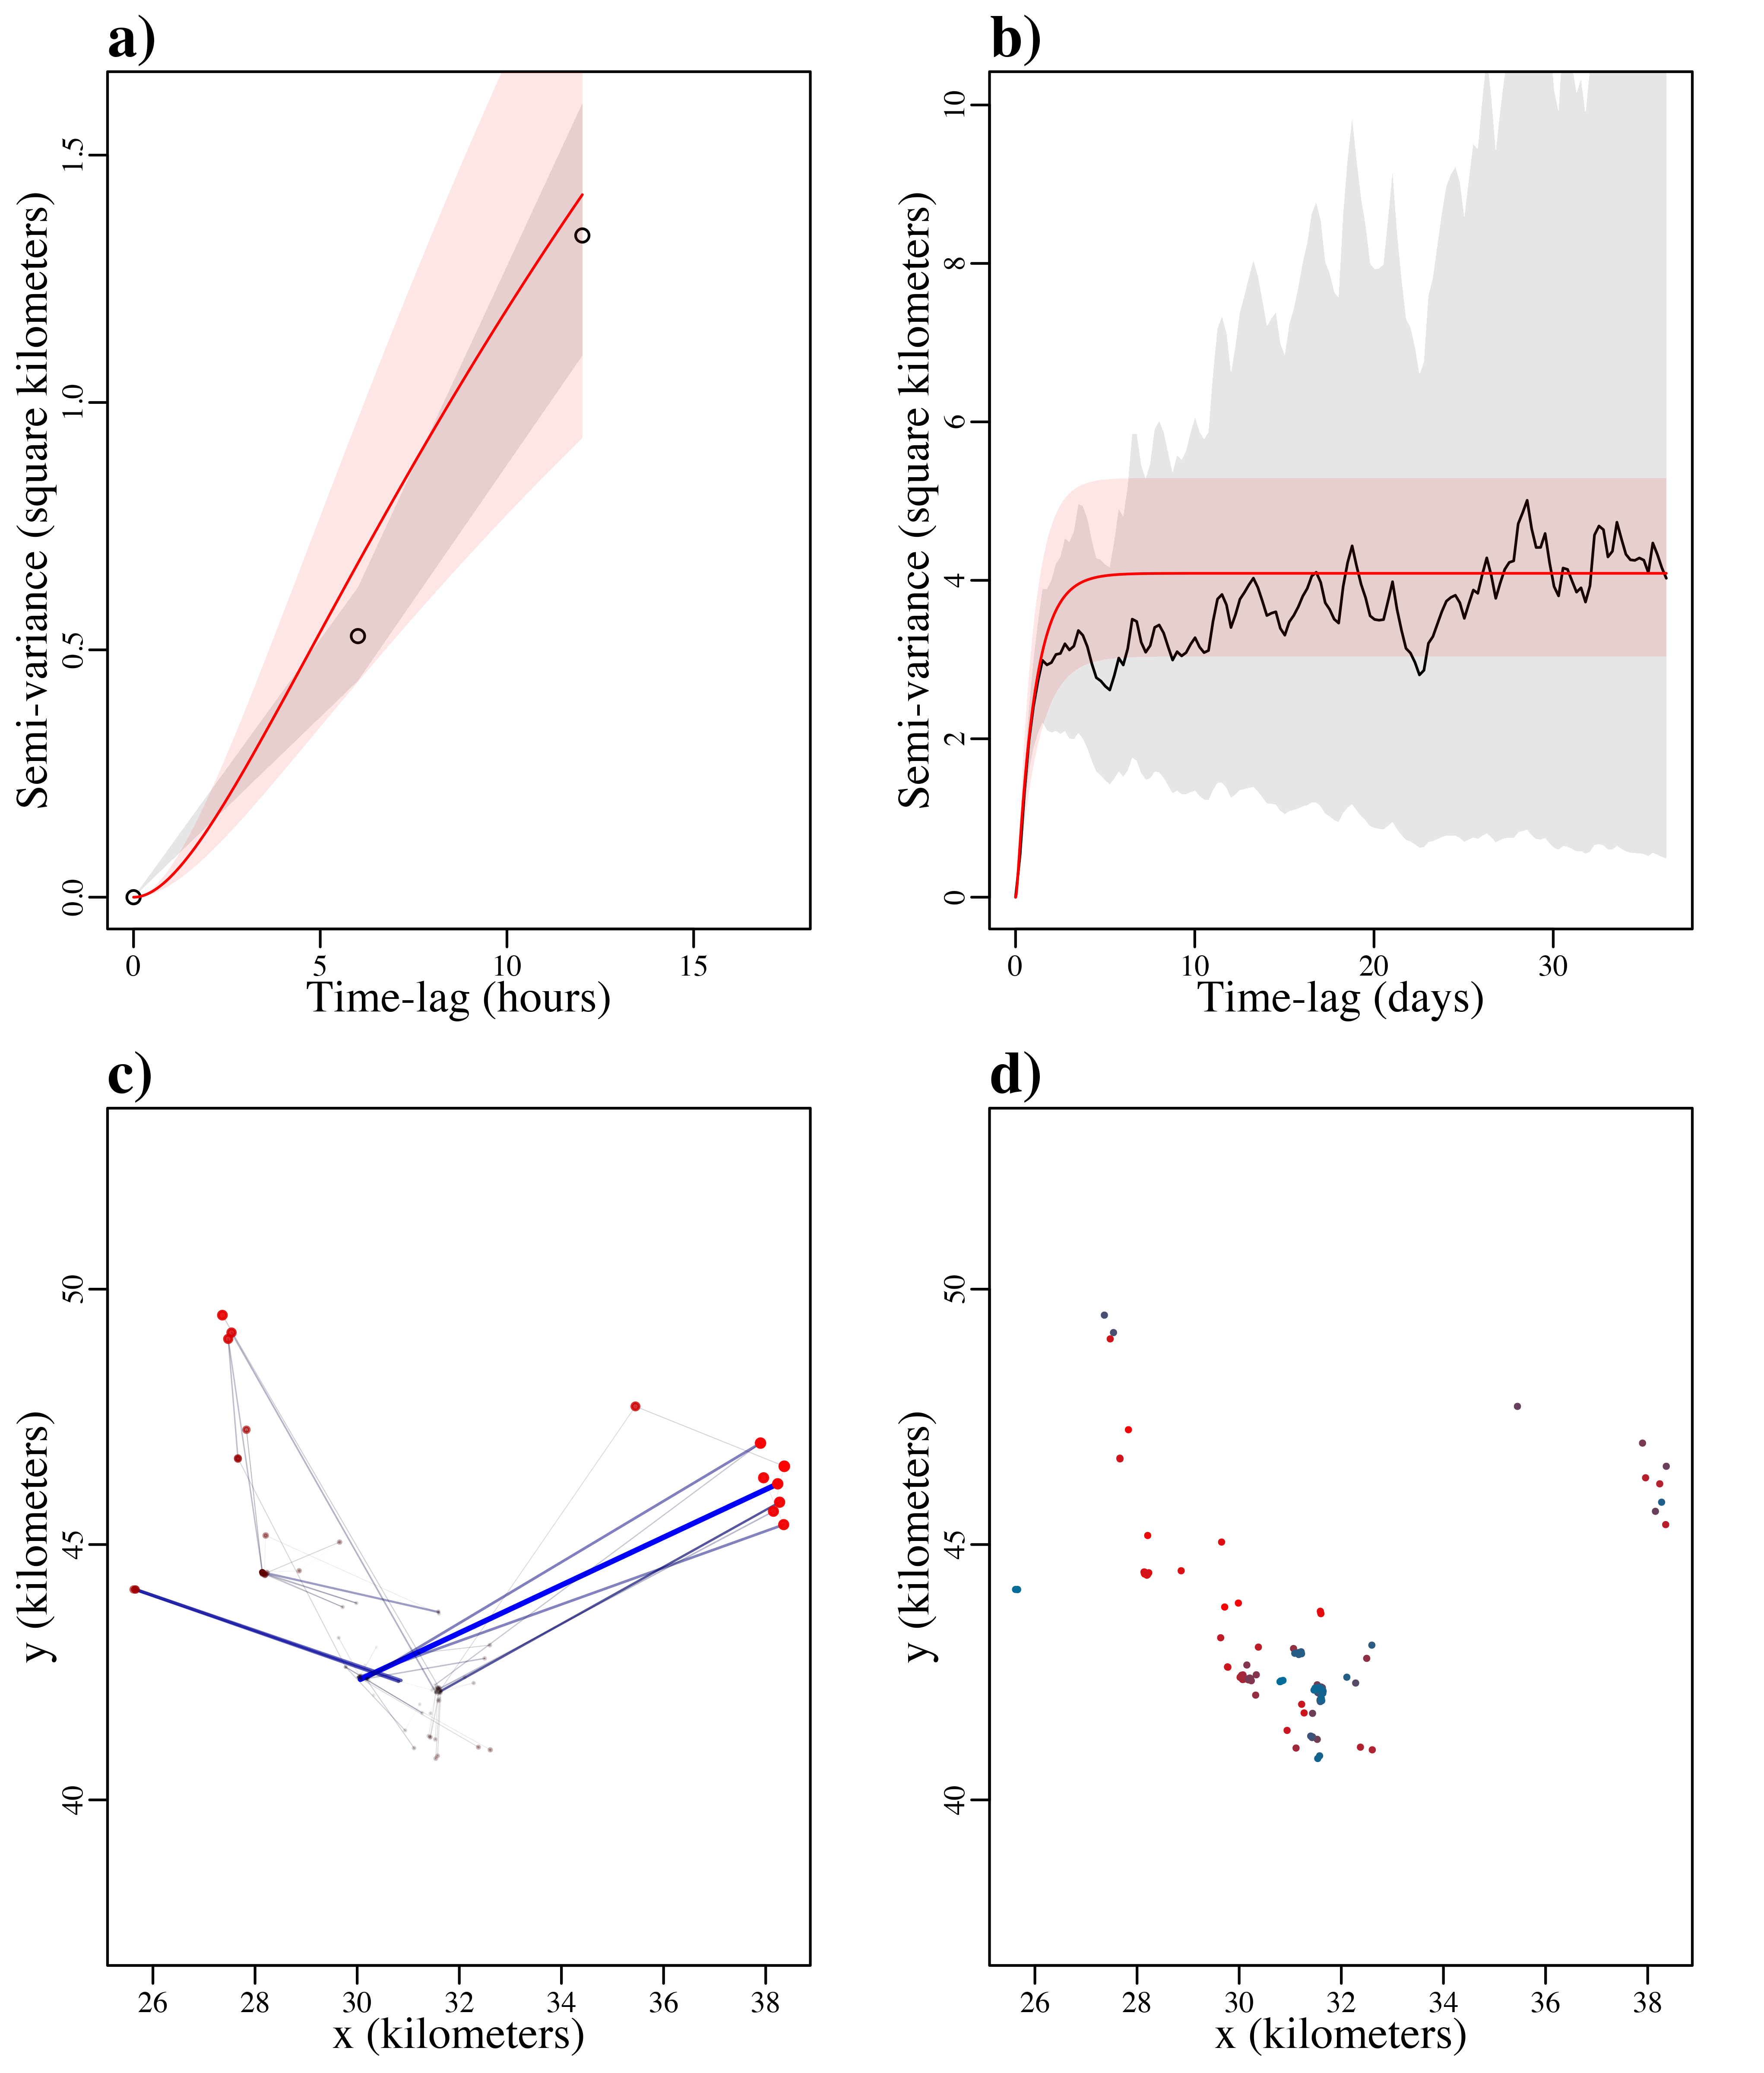 a)
Semi-variance (square kilometers)
0.0 0.5 1.0 1.5
0 5 10 15
Time-lag (hours)
b)
Semi-variance (square kilometers)
0 2 4 6 8 10
0 10 20 30
Time-lag (days)
c)
y (kilometers)
40 45 50
26 28 30 32 34 36 38
x (kilometers)
d)
y (kilometers)
40 45 50
26 28 30 32 34 36 38
x (kilometers)